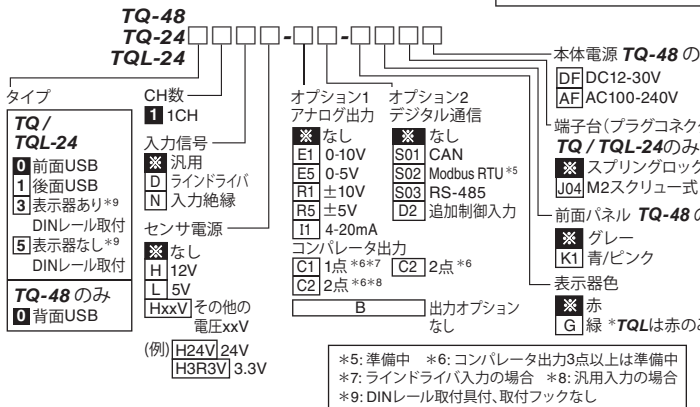 TQ-48
TQ-24□□□□-□□-□□□□
TQL-24
タイプ
TQ /
TQL-24
0 前面USB
1 後面USB
3 表示器あり*9
DINレール取付
5 表示器なし*9
DINレール取付
TQ-48 のみ
0 背面USB
CH数
1 1CH
入力信号
※ 汎用
D ラインドライバ
N 入力絶縁
センサ電源
※ なし
H 12V
L 5V
HxxV その他の
電圧xxV
(例) H24V 24V
H3R3V 3.3V
オプション1
アナログ出力
※ なし
E1 0-10V
E5 0-5V
R1 ±10V
R5 ±5V
I1 4-20mA
コンパレータ出力
C1 1点*6*7
C2 2点*6*8
オプション2
デジタル通信
※ なし
S01 CAN
S02 Modbus RTU*5
S03 RS-485
D2 追加制御入力
C2 2点*6
B 出力オプション
なし
本体電源 TQ-48 の
DF DC12-30V
AF AC100-240V
端子台(プラグコネク
TQ / TQL-24のみ
※ スプリングロック
J04 M2スクリュー式
前面パネル TQ-48 の
※ グレー
K1 青/ピンク
表示器色
※ 赤
G 緑 *TQLは赤のみ
*5: 準備中 *6: コンパレータ出力3点以上は準備中
*7: ラインドライバ入力の場合 *8: 汎用入力の場合
*9: DINレール取付具付、取付フックなし